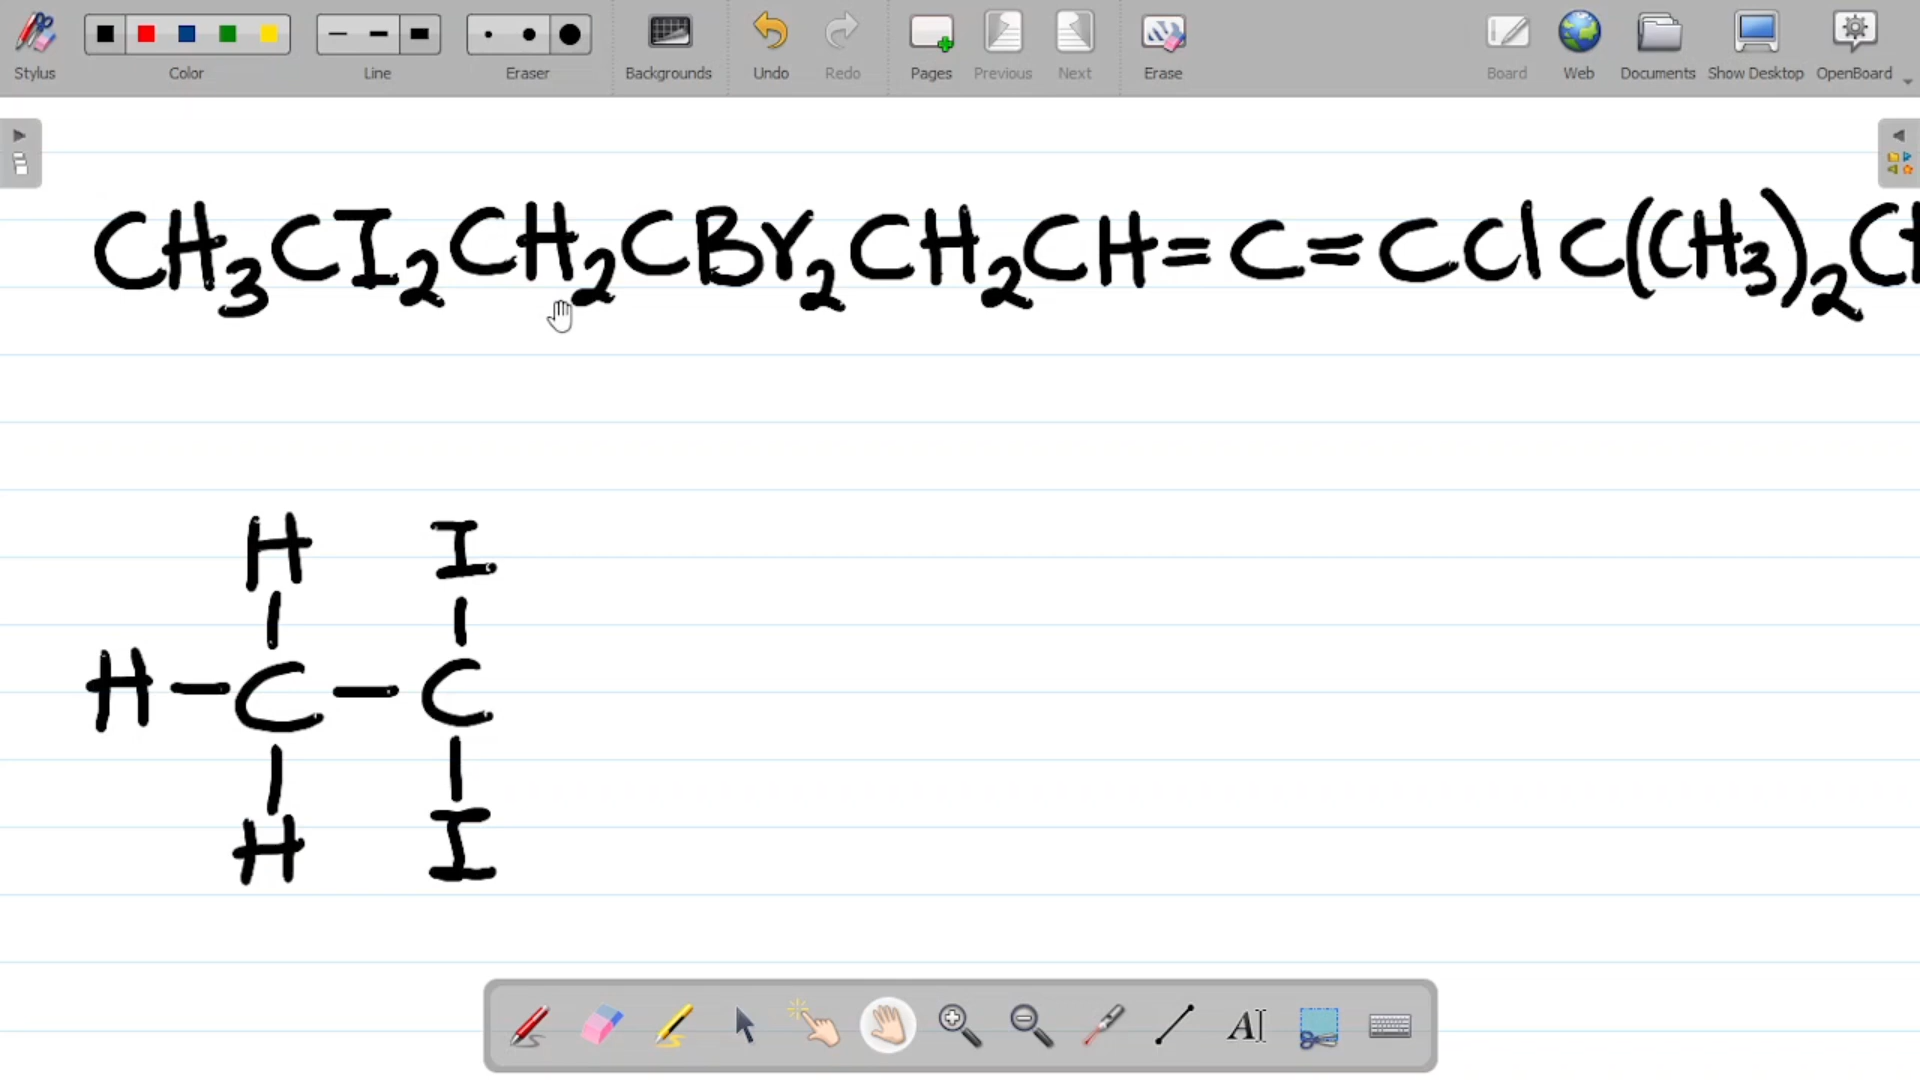 Stylus Color Line Eraser Backgrounds Undo Redo Pages Previous Next Erase Board Web Documents Show Desktop OpenBoard
CH₃CI₂CH₂CBr₂CH₂CH=C=CClC((CH₃)₂CH
H I
H-C-C
H I